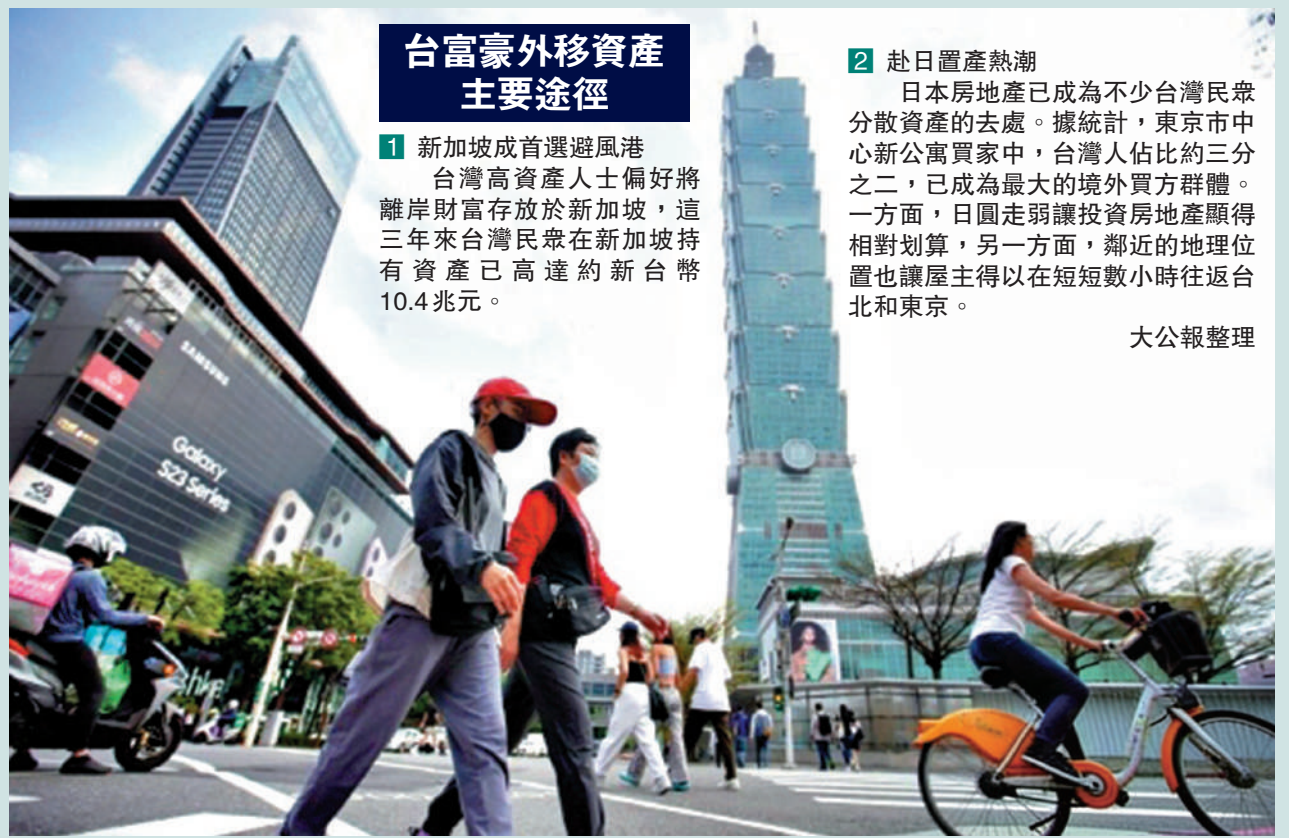 台富豪外移資產
主要途徑
1 新加坡成首選避風港
台灣高資產人士偏好將
離岸財富存放於新加坡，這
三年來台灣民眾在新加坡持
有資產已高達約新台幣
10.4兆元。
2 赴日置產熱潮
日本房地產已成為不少台灣民眾
分散資產的去處。據統計，東京市中
心新公寓買家中，台灣人佔比約三分
之二，已成為最大的境外買方群體。
一方面，日圓走弱讓投資房地產顯得
相對划算，另一方面，鄰近的地理位
置也讓屋主得以在短短數小時往返台
北和東京。
大公報整理
SAMSUNG
Galaxy
S23 Series